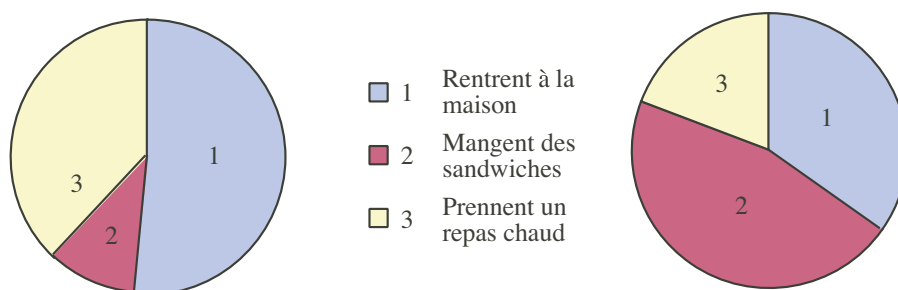 1
2
3
1 Rentrent à la
maison
2 Mangent des
sandwiches
3 Prennent un
repas chaud
1
2
3